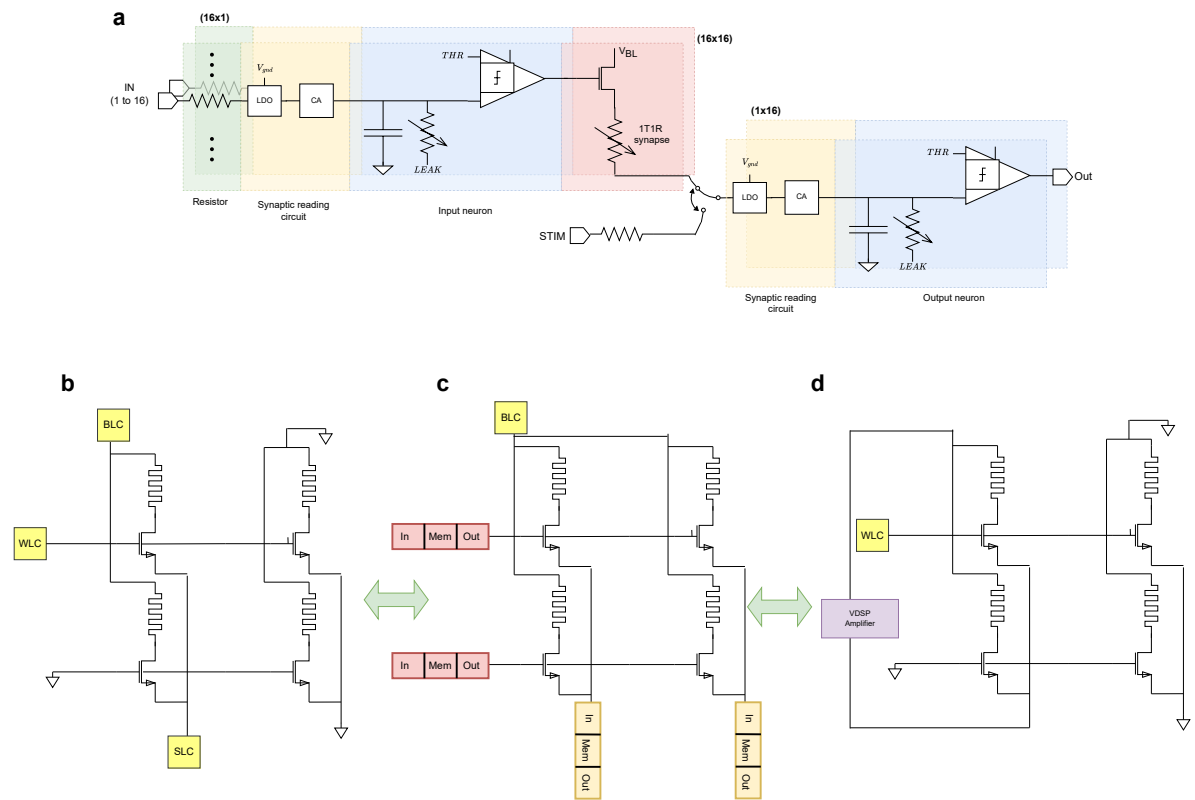 a
(16x1)
(16x16)
THR
V_BL
IN
(1 to 16)
V_gnd
LDO
CA
1T1R
synapse
LEAK
(1x16)
Resistor
Synaptic reading
circuit
Input neuron
STIM
V_gnd
LDO
CA
THR
Out
LEAK
Synaptic reading
circuit
Output neuron
b
BLC
WLC
SLC
c
BLC
In Mem Out
In Mem Out
In Mem Out
In Mem Out
d
WLC
VDSP
Amplifier